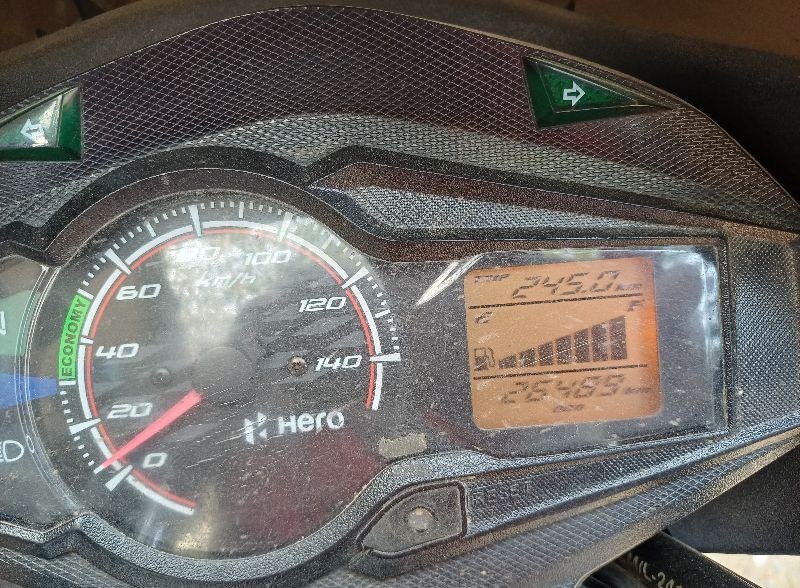 TRIP 245.0 km
E F
26489 km
ODO
80 100
km/h
60
120
ECONOMY
40
140
20
Hero
0
RESET